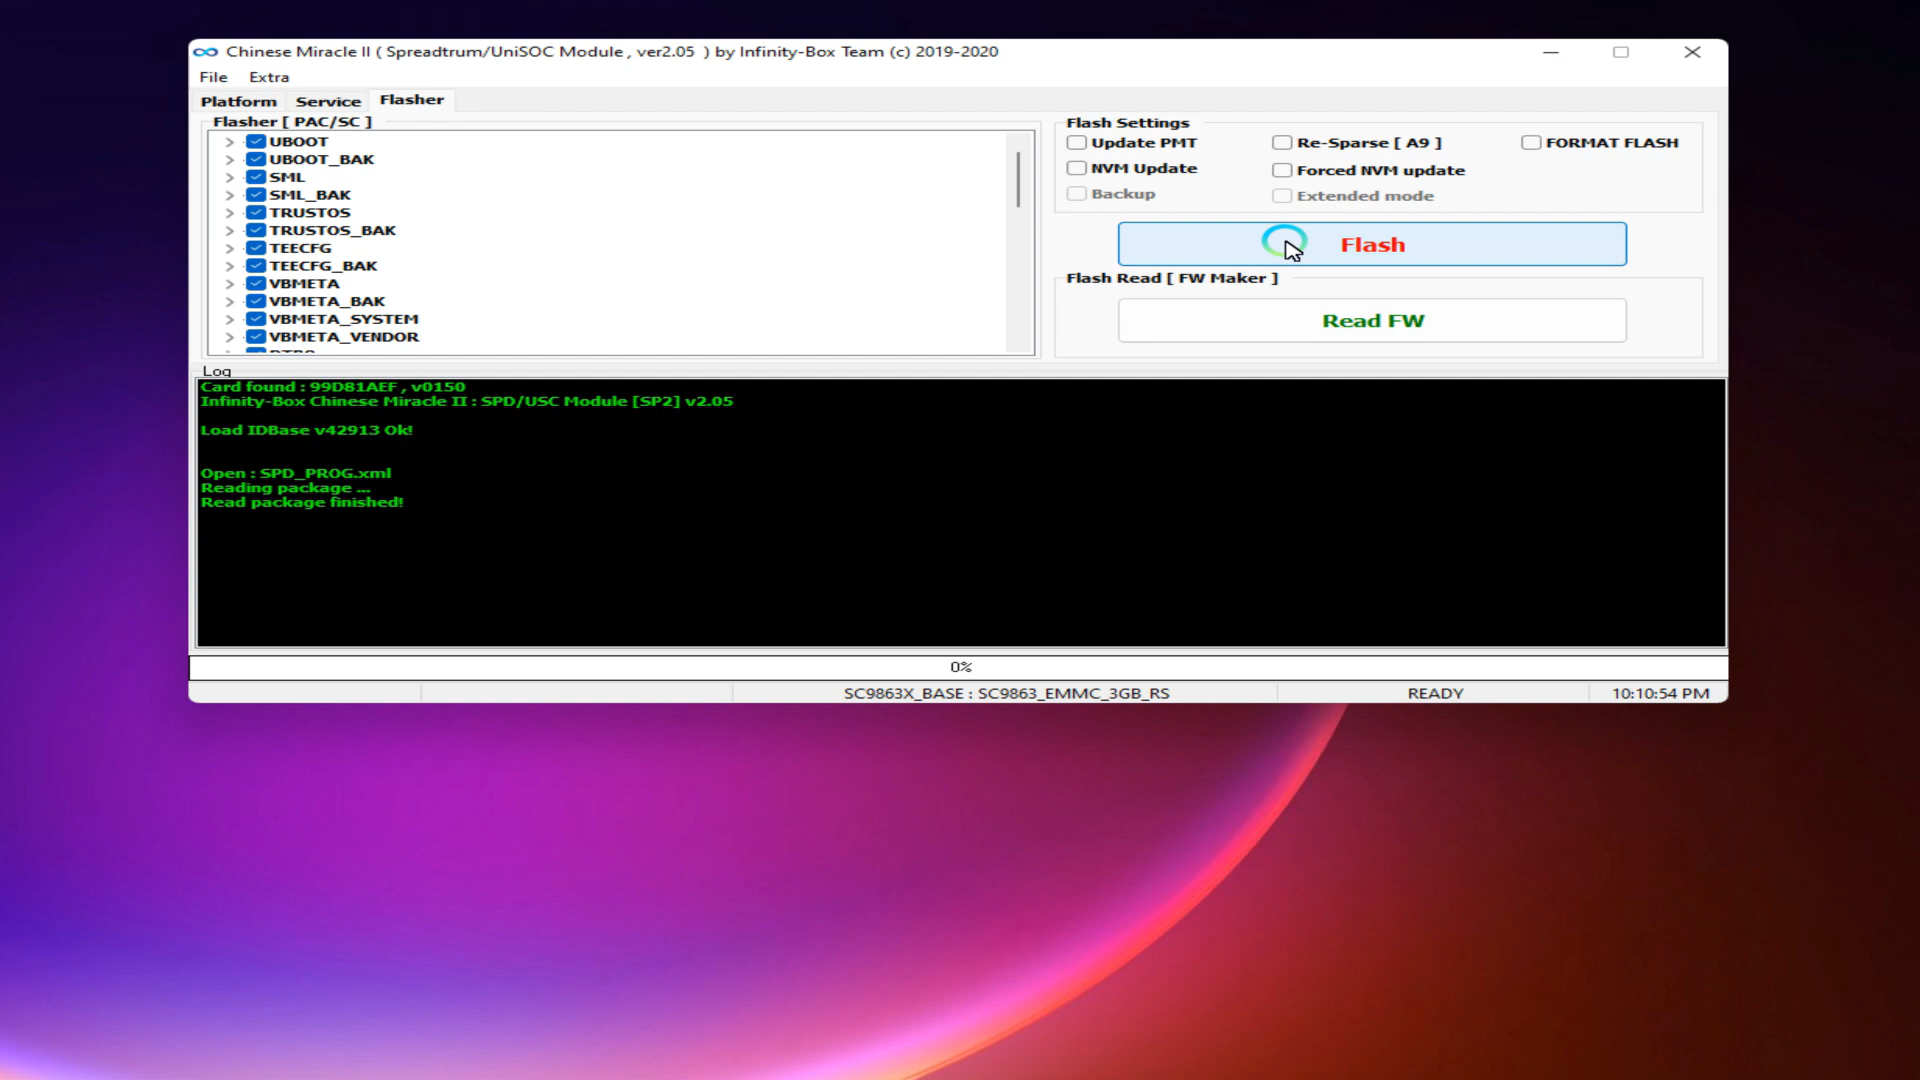 Chinese Miracle II ( Spreadtrum/UniSOC Module , ver2.05 ) by Infinity-Box Team (c) 2019-2020
File Extra
Platform Service Flasher
Flasher [ PAC/SC ]
UBOOT
UBOOT_BAK
SML
SML_BAK
TRUSTOS
TRUSTOS_BAK
TEECFG
TEECFG_BAK
VBMETA
VBMETA_BAK
VBMETA_SYSTEM
VBMETA_VENDOR
Flash Settings
Update PMT Re-Sparse [ A9 ] FORMAT FLASH
NVM Update Forced NVM update
Backup Extended mode
Flash
Flash Read [ FW Maker ]
Read FW
Log
Card found : 99D81AEF , v0150
Infinity-Box Chinese Miracle II : SPD/USC Module [SP2] v2.05
Load IDBase v42913 Ok!
Open : SPD_PROG.xml
Reading package ...
Read package finished!
0%
SC9863X_BASE : SC9863_EMMC_3GB_RS READY 10:10:54 PM